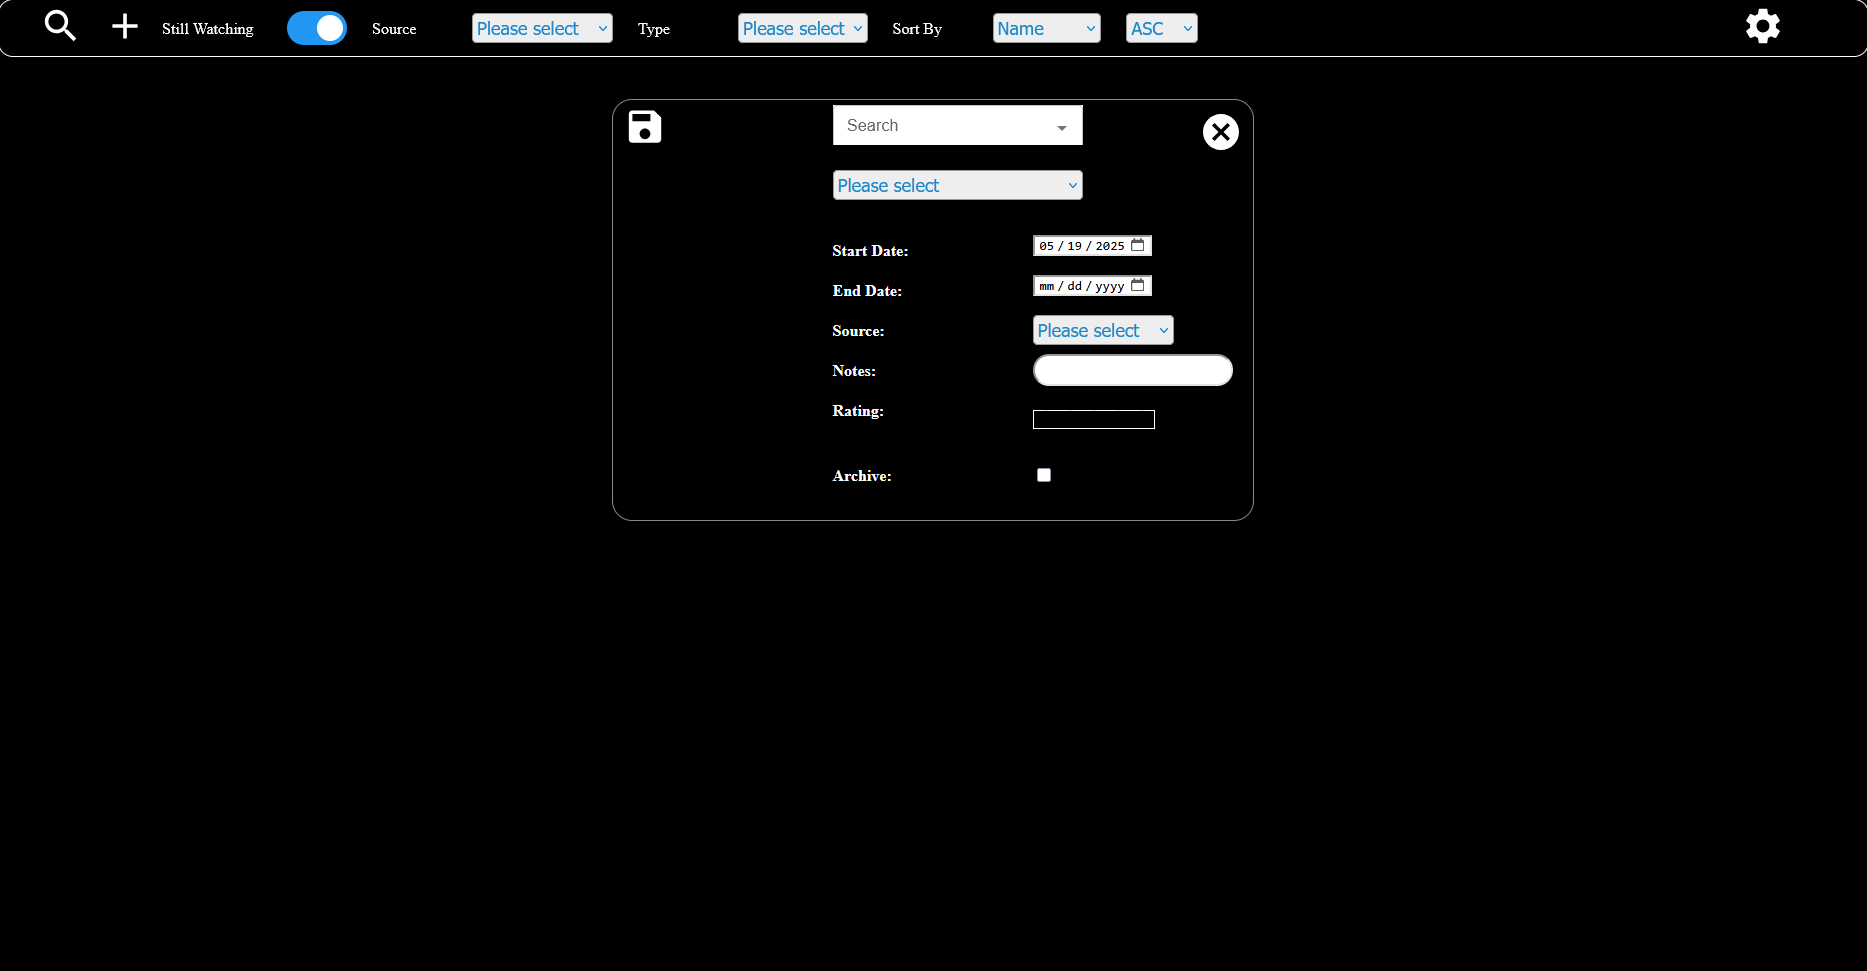 Still Watching Source Please select Type Please select Sort By Name ASC
Search
Please select
Start Date: 05/19/2025
End Date: mm/dd/yyyy
Source: Please select
Notes:
Rating:
Archive: